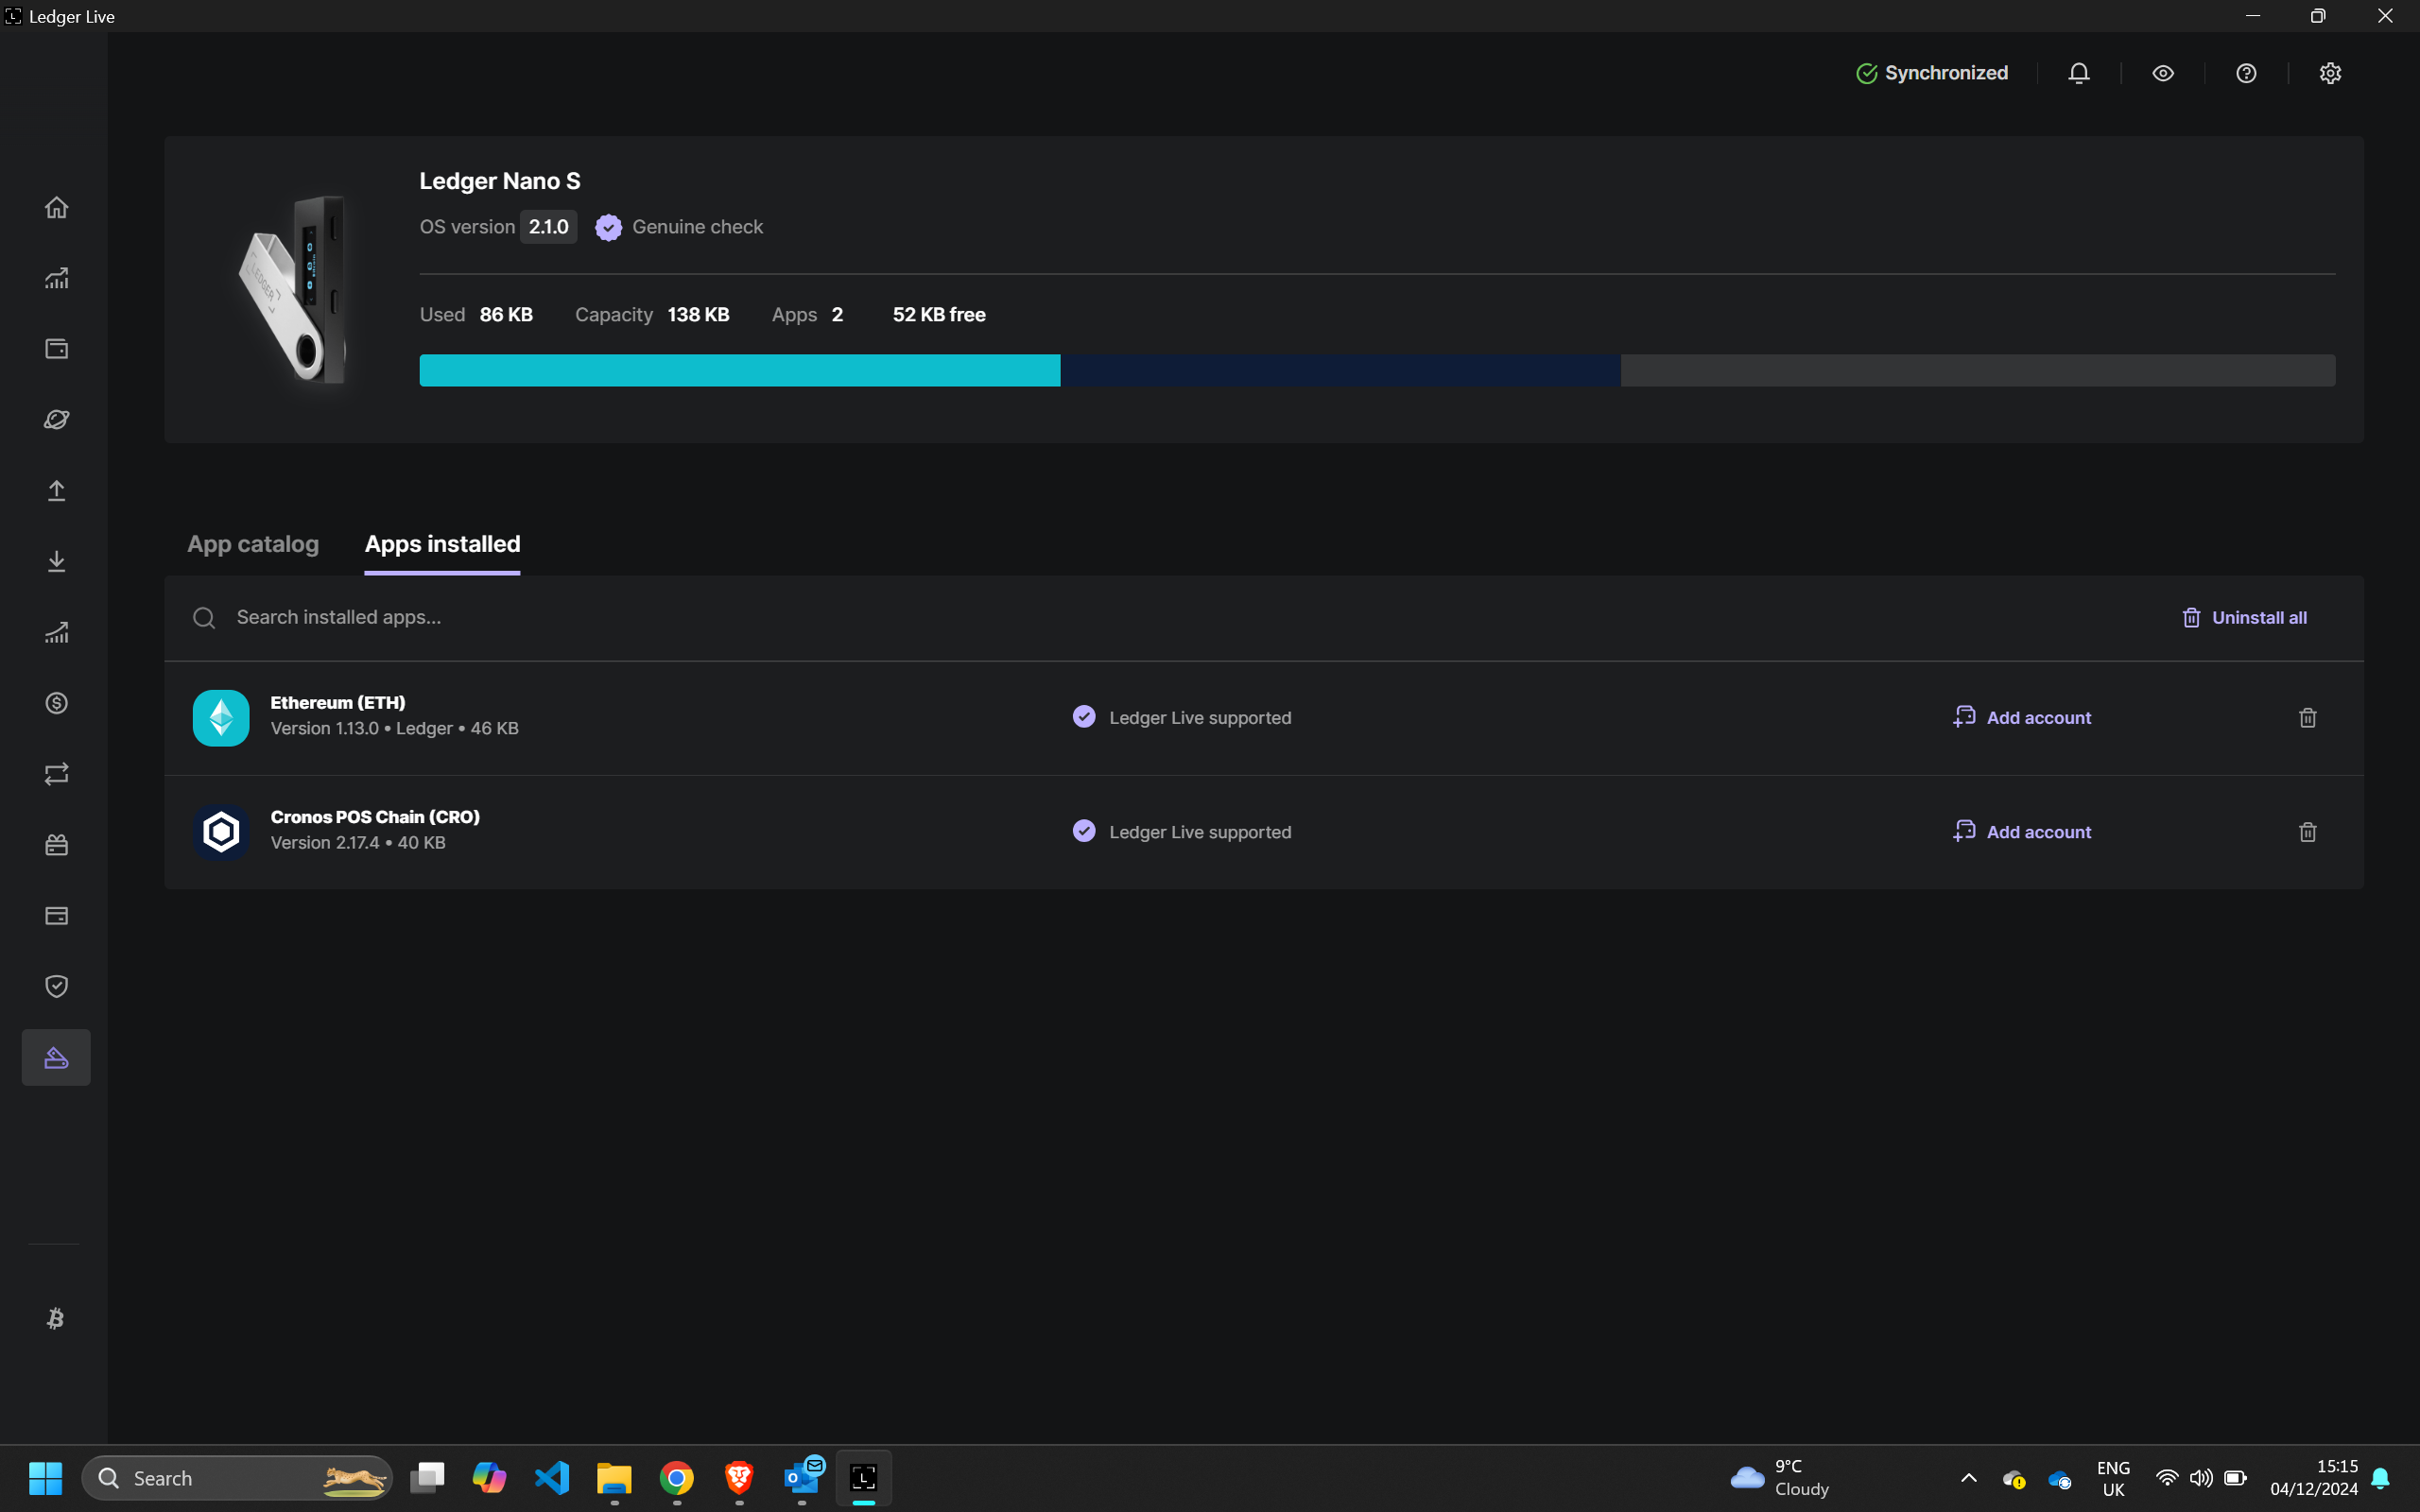 Ledger Live
Synchronized
Ledger Nano S
OS version 2.1.0 Genuine check
Used 86 KB Capacity 138 KB Apps 2 52 KB free
App catalog Apps installed
Search installed apps... Uninstall all
Ethereum (ETH)
Version 1.13.0 • Ledger • 46 KB
Ledger Live supported
Add account
Cronos POS Chain (CRO)
Version 2.17.4 • 40 KB
Ledger Live supported
Add account
Search
9°C
Cloudy
ENG
UK
15:15
04/12/2024